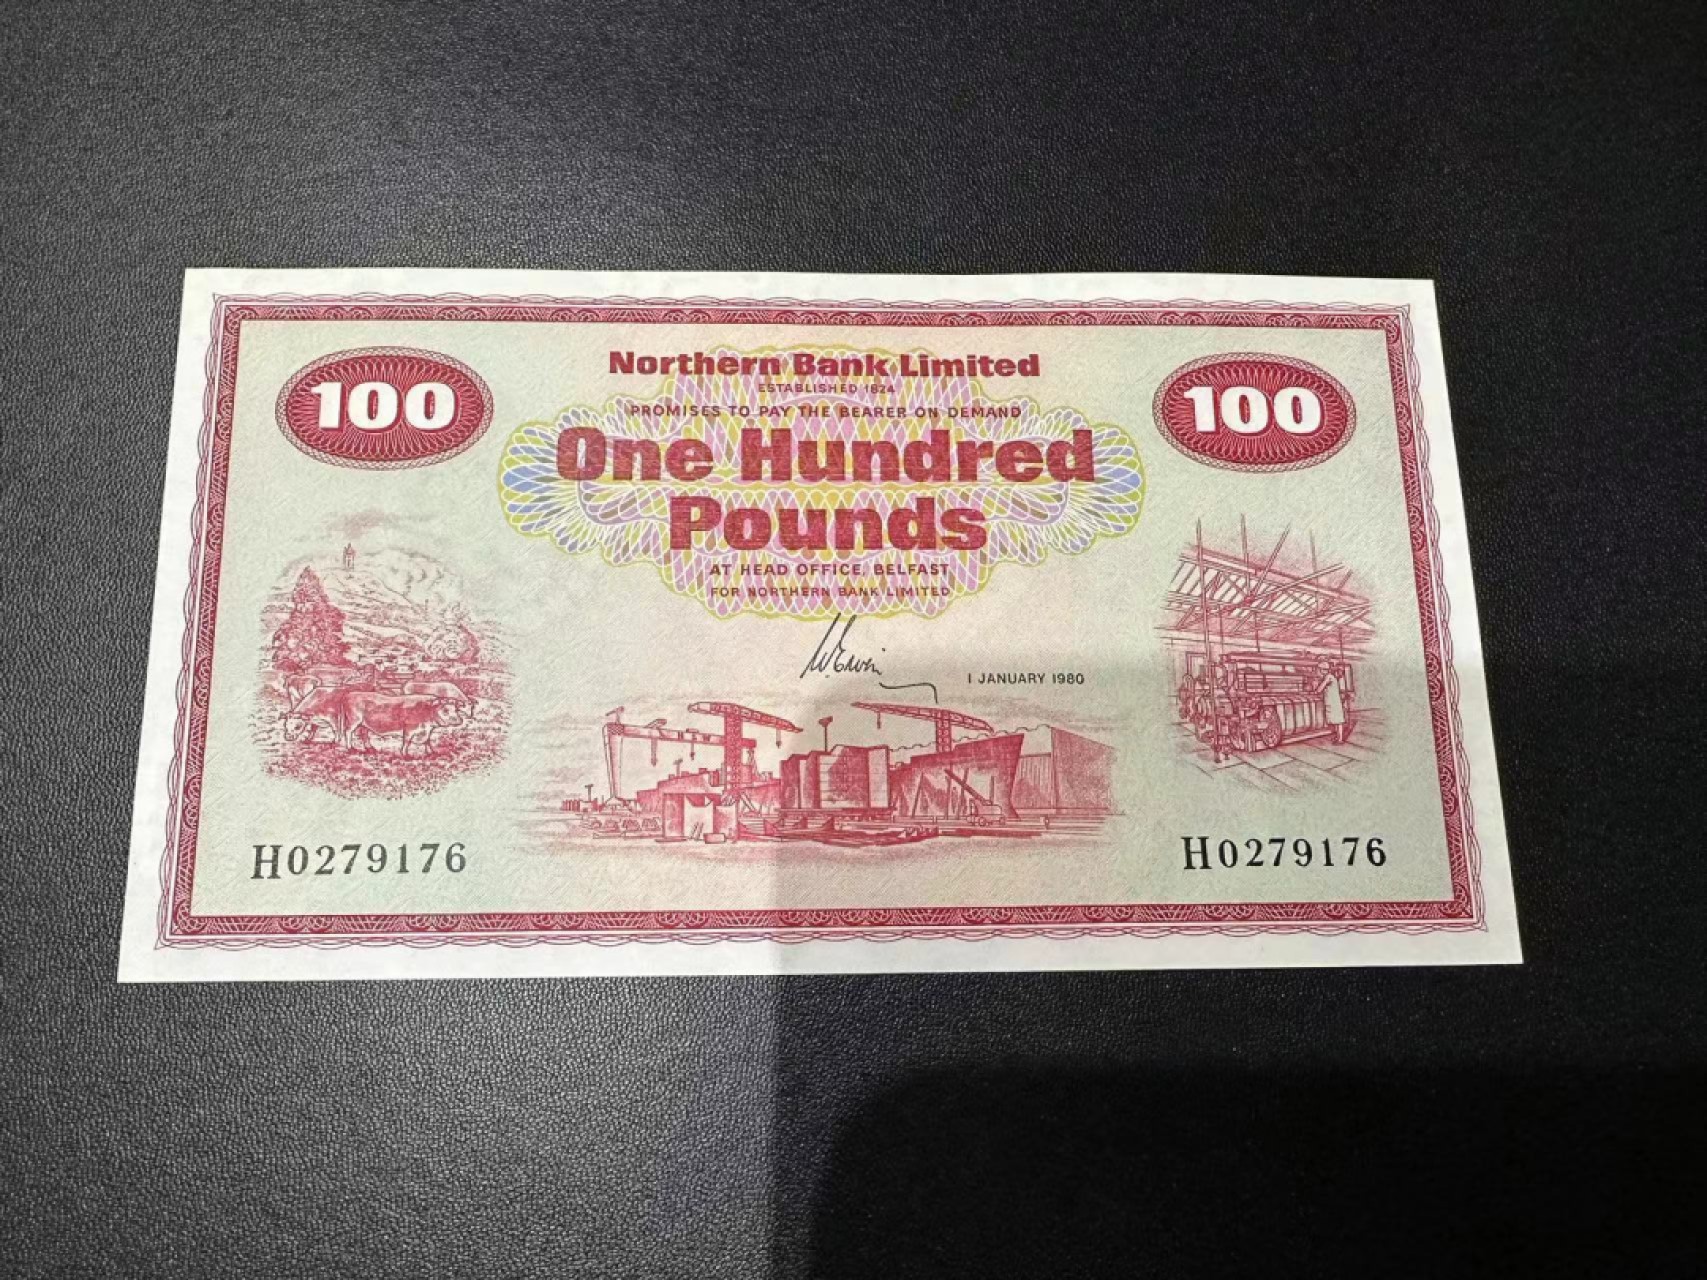 Northern Bank Limited
ESTABLISHED 1824
PROMISES TO PAY THE BEARER ON DEMAND
100
One Hundred
Pounds
100
AT HEAD OFFICE, BELFAST
FOR NORTHERN BANK LIMITED
1 JANUARY 1980
H0279176
H0279176